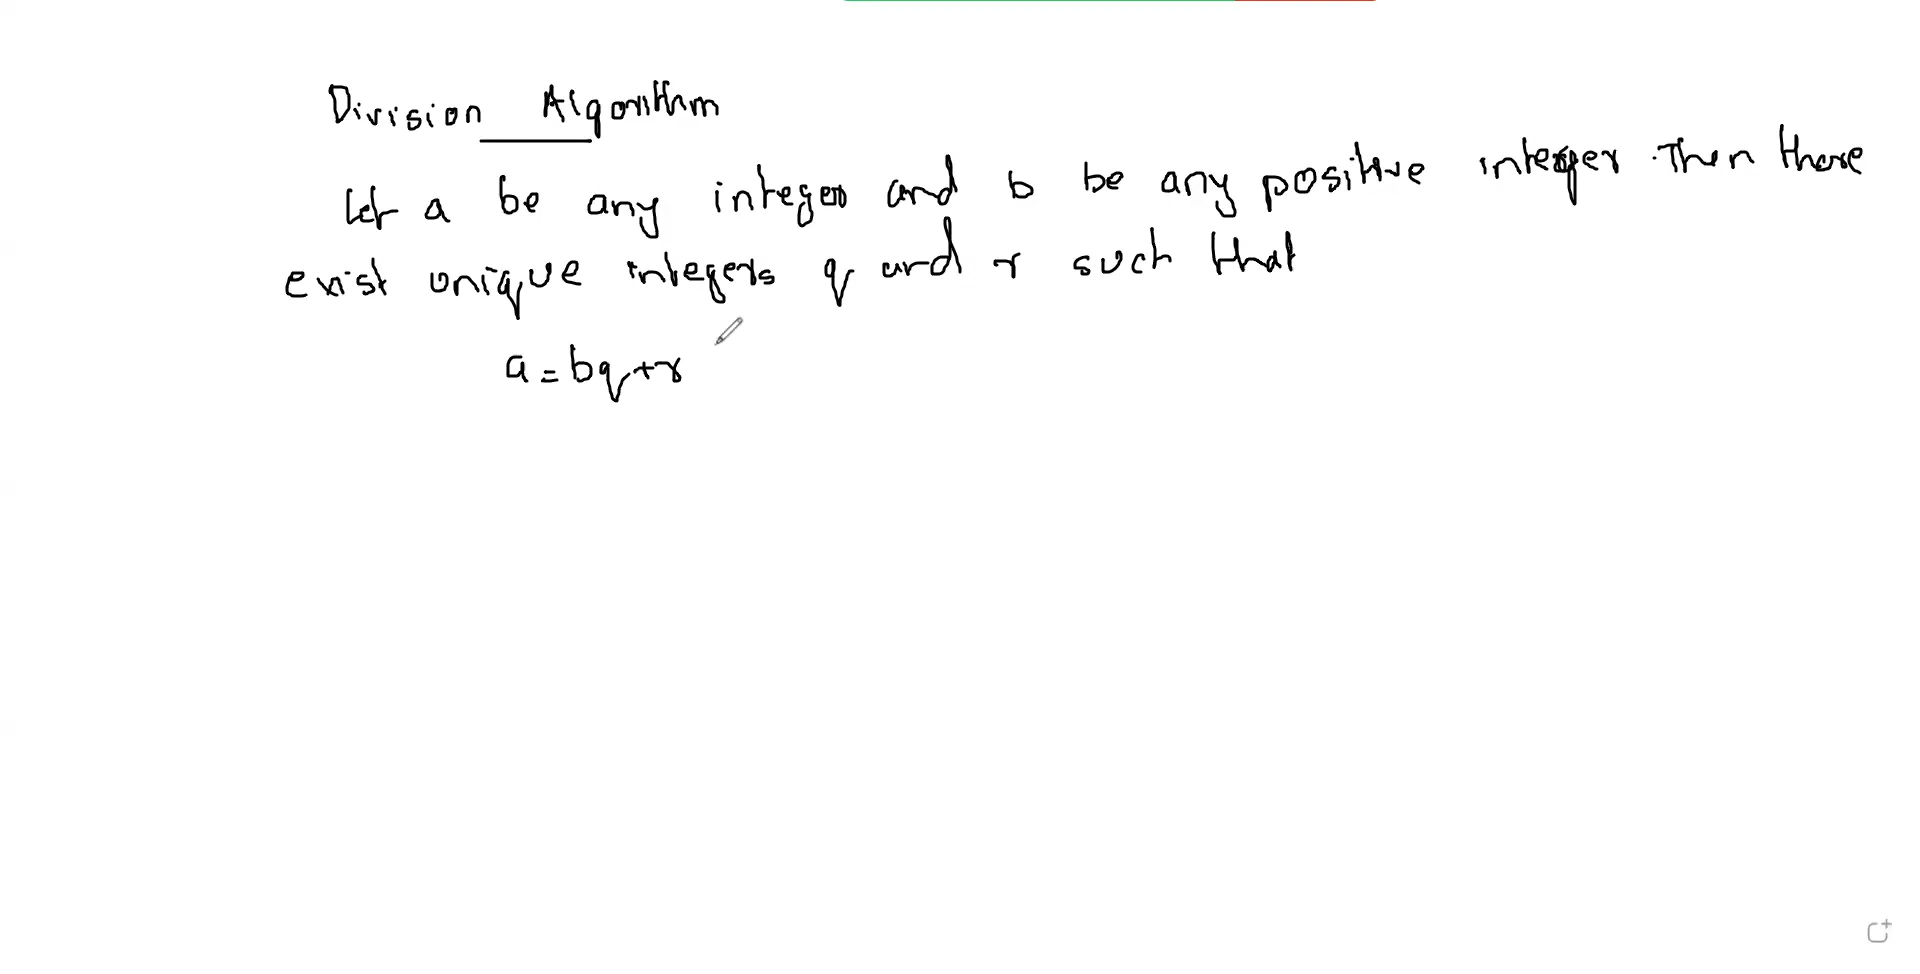 Division Algorithm
Let a be any integer and b be any positive integer. Then there
exist unique integers q and r such that
a = bq + r